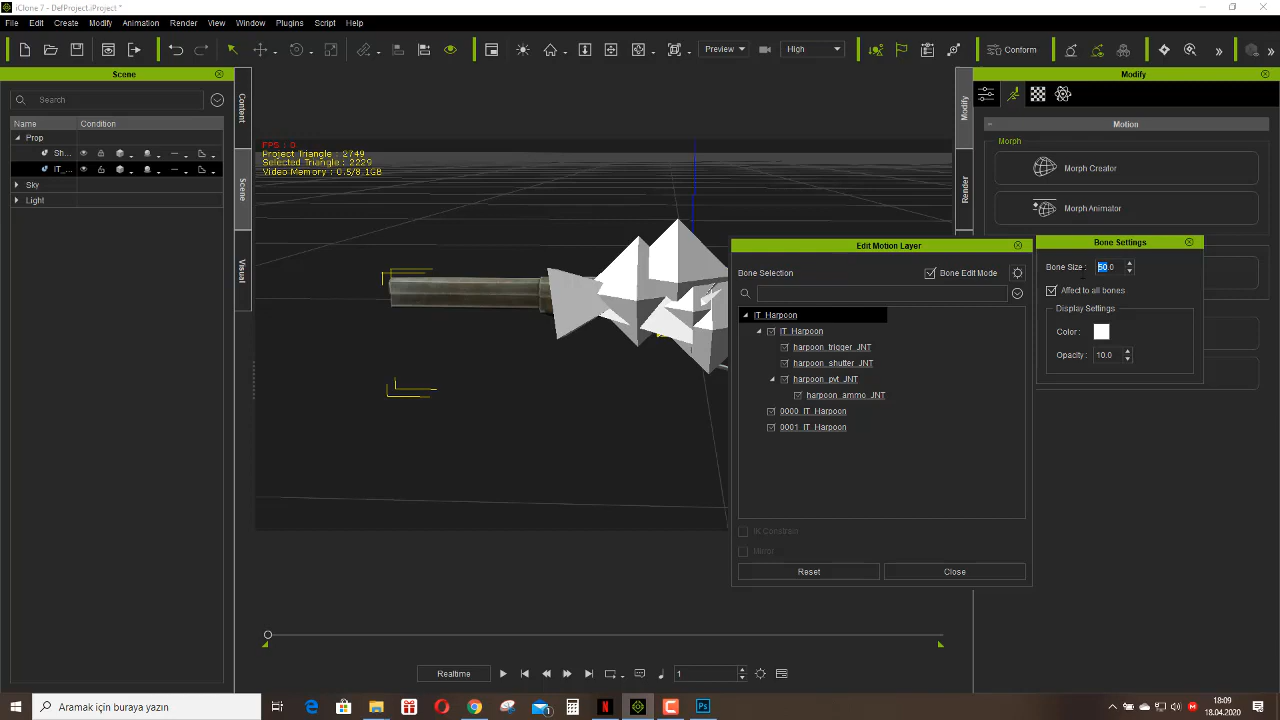 iClone 7 - DefProject.iProject *
File Edit Create Modify Animation Render View Window Plugins Script Help
Preview High Conform
Scene
Search
Name Condition
Prop
Sh...
IT_...
Sky
Light
Content
Scene
Visual
FPS : 0
Project Triangle : 2749
Selected Triangle : 2229
Video Memory : 0.5/8.1GB
Modify
Render
Modify
Motion
Morph
Morph Creator
Morph Animator
Edit Motion Layer
Bone Selection Bone Edit Mode
IT_Harpoon
IT_Harpoon
harpoon_trigger_JNT
harpoon_shutter_JNT
harpoon_pvt_JNT
harpoon_ammo_JNT
0000_IT_Harpoon
0001_IT_Harpoon
IK Constrain
Mirror
Reset Close
Bone Settings
Bone Size : 50.0
Affect to all bones
Display Settings
Color :
Opacity : 10.0
Realtime 1
Aramak için buraya yazın
18:09
18.04.2020